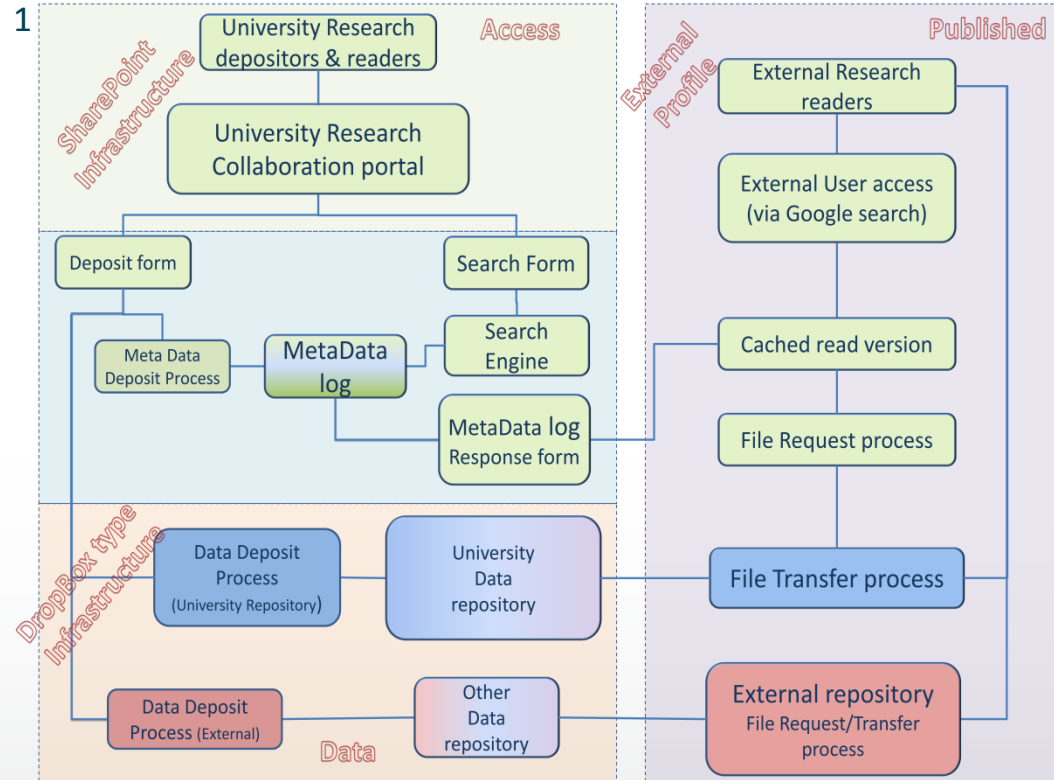 1
SharePoint
Infrastructure
Access
University Research
depositors & readers
University Research
Collaboration portal
Deposit form
Search Form
Meta Data
Deposit Process
MetaData
log
Search
Engine
MetaData log
Response form
DropBox type
Infrastructure
Data Deposit
Process
(University Repository)
University
Data
repository
Data Deposit
Process (External)
Other
Data
repository
Data
External
Profile
Published
External Research
readers
External User access
(via Google search)
Cached read version
File Request process
File Transfer process
External repository
File Request/Transfer
process